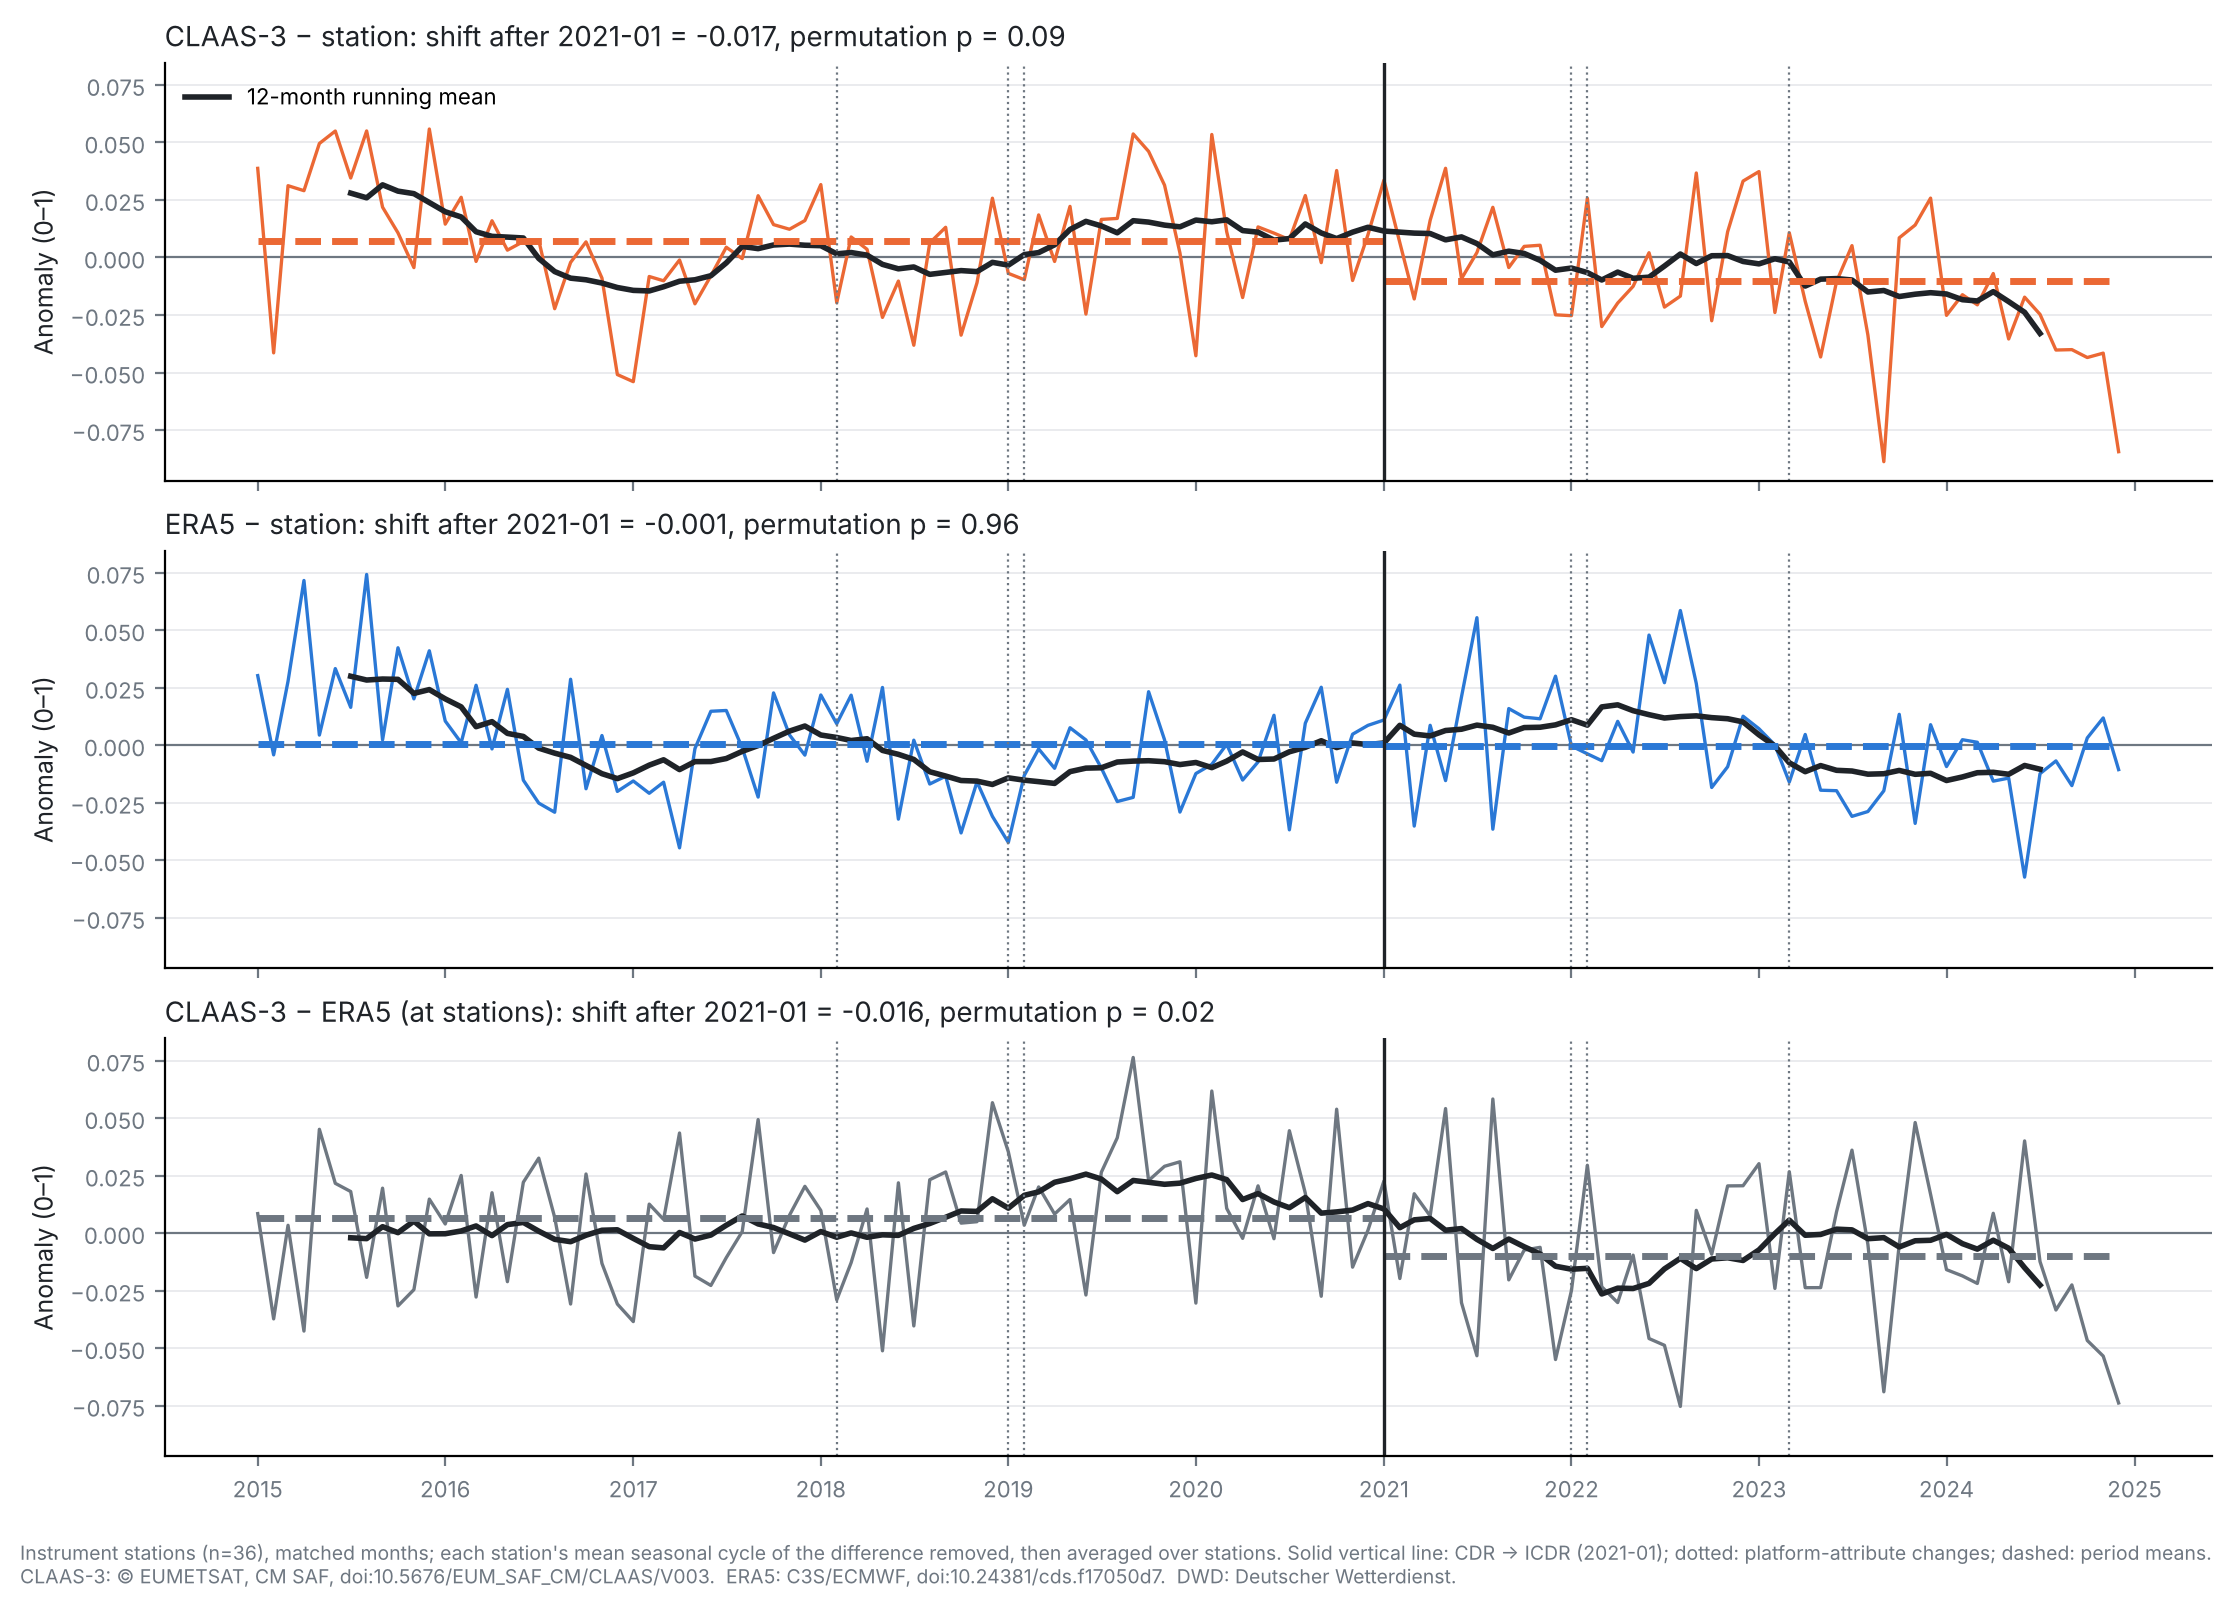 CLAAS-3 − station: shift after 2021-01 = -0.017, permutation p = 0.09
12-month running mean
Anomaly (0–1)
0.075
0.050
0.025
0.000
−0.025
−0.050
−0.075
ERA5 − station: shift after 2021-01 = -0.001, permutation p = 0.96
Anomaly (0–1)
0.075
0.050
0.025
0.000
−0.025
−0.050
−0.075
CLAAS-3 − ERA5 (at stations): shift after 2021-01 = -0.016, permutation p = 0.02
Anomaly (0–1)
0.075
0.050
0.025
0.000
−0.025
−0.050
−0.075
2015 2016 2017 2018 2019 2020 2021 2022 2023 2024 2025
Instrument stations (n=36), matched months; each station's mean seasonal cycle of the difference removed, then averaged over stations. Solid vertical line: CDR → ICDR (2021-01); dotted: platform-attribute changes; dashed: period means.
CLAAS-3: © EUMETSAT, CM SAF, doi:10.5676/EUM_SAF_CM/CLAAS/V003. ERA5: C3S/ECMWF, doi:10.24381/cds.f17050d7. DWD: Deutscher Wetterdienst.